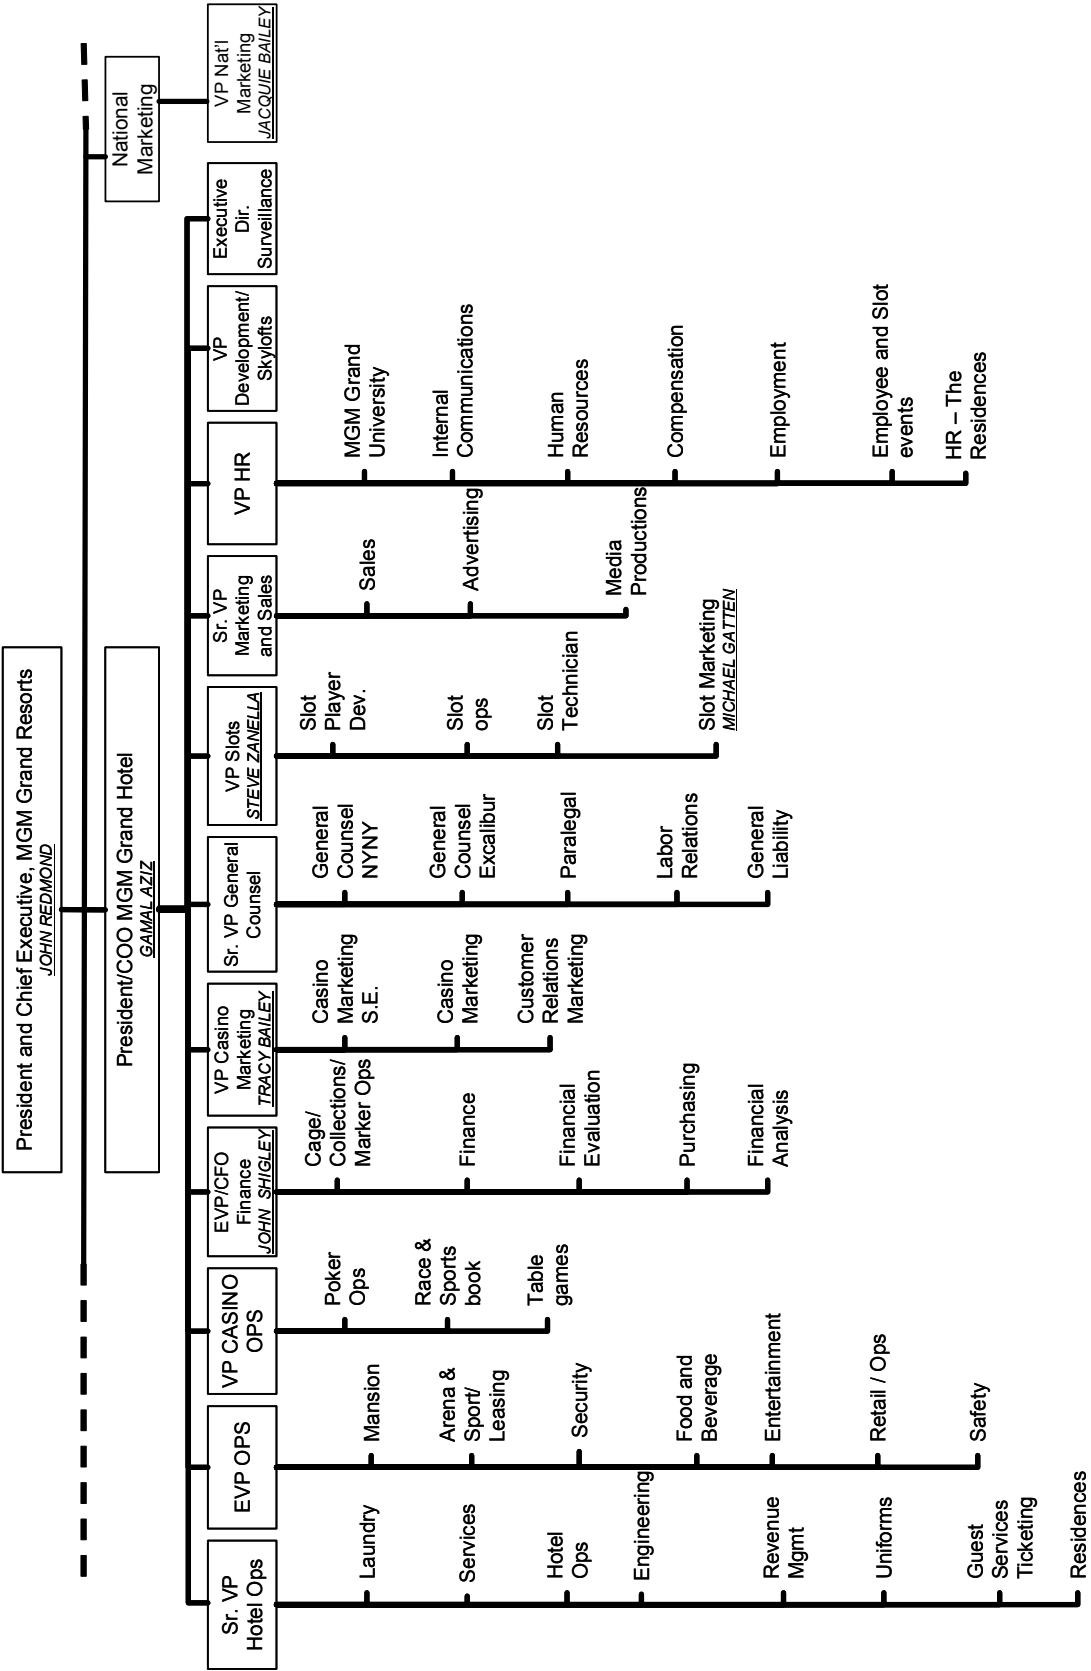 President and Chief Executive, MGM Grand Resorts
JOHN REDMOND
President/COO MGM Grand Hotel
GAMAL AZIZ
National
Marketing
Sr. VP
Hotel Ops
EVP OPS
VP CASINO
OPS
EVP/CFO
Finance
JOHN SHIGLEY
VP Casino
Marketing
TRACY BAILEY
Sr. VP General
Counsel
VP Slots
STEVE ZANELLA
Sr. VP
Marketing
and Sales
VP HR
VP
Development/
Skylofts
Executive
Dir.
Surveillance
VP Nat'l
Marketing
JACQUIE BAILEY
Laundry
Services
Hotel
Ops
Engineering
Revenue
Mgmt
Uniforms
Guest
Services
Ticketing
Residences
Mansion
Arena &
Sport/
Leasing
Security
Food and
Beverage
Entertainment
Retail / Ops
Safety
Poker
Ops
Race &
Sports
book
Table
games
Cage/
Collections/
Marker Ops
Finance
Financial
Evaluation
Purchasing
Financial
Analysis
Casino
Marketing
S.E.
Casino
Marketing
Customer
Relations
Marketing
General
Counsel
NYNY
General
Counsel
Excalibur
Paralegal
Labor
Relations
General
Liability
Slot
Player
Dev.
Slot
ops
Slot
Technician
Slot Marketing
MICHAEL GATTEN
Sales
Advertising
Media
Productions
MGM Grand
University
Internal
Communications
Human
Resources
Compensation
Employment
Employee and Slot
events
HR – The
Residences